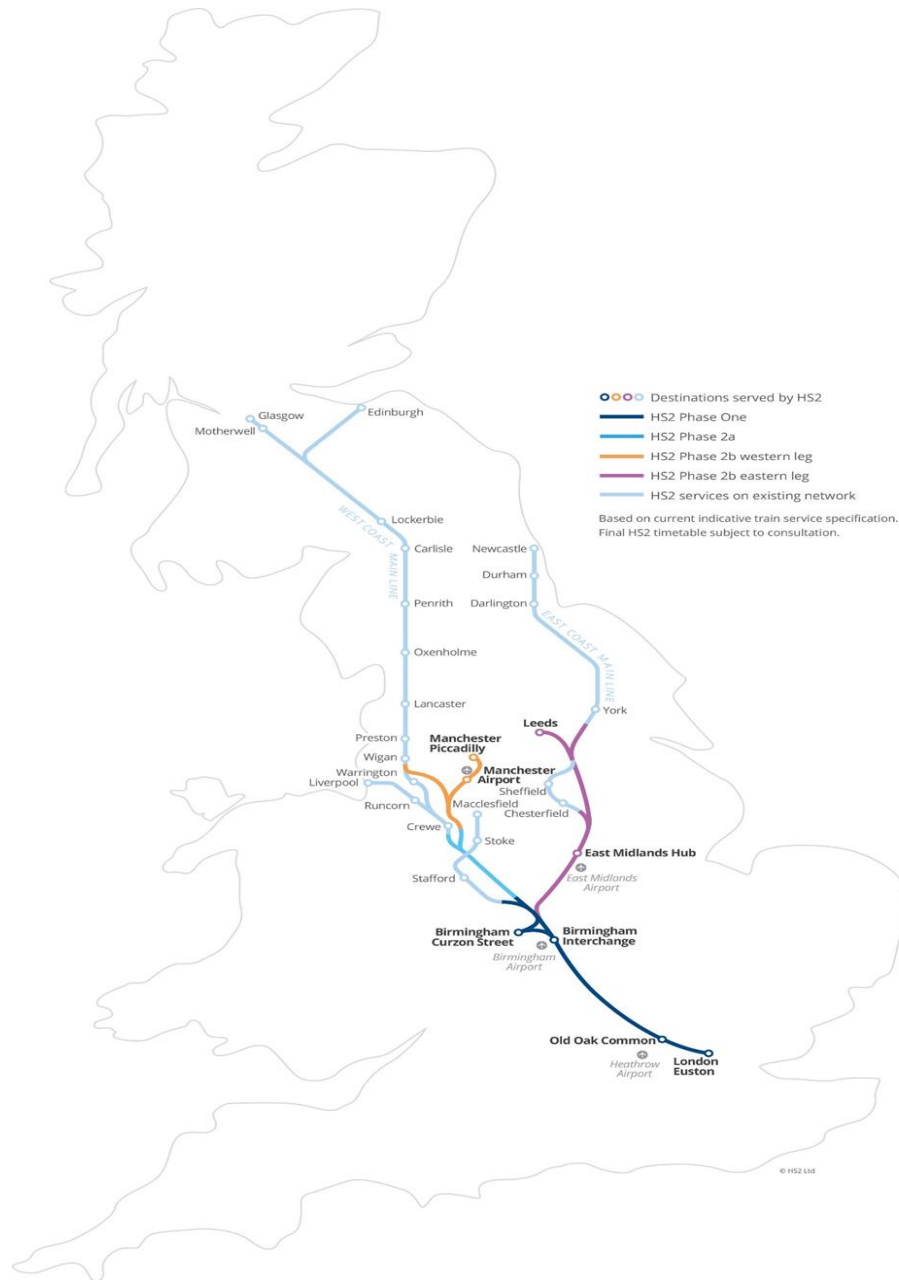 Destinations served by HS2
HS2 Phase One
HS2 Phase 2a
HS2 Phase 2b western leg
HS2 Phase 2b eastern leg
HS2 services on existing network
Based on current indicative train service specification.
Final HS2 timetable subject to consultation.
Glasgow
Edinburgh
Motherwell
Lockerbie
WEST COAST MAIN LINE
Carlisle
Newcastle
Durham
Penrith
Darlington
EAST COAST MAIN LINE
Oxenholme
Lancaster
York
Leeds
Preston
Manchester
Piccadilly
Wigan
Warrington
Manchester
Airport
Liverpool
Sheffield
Runcorn
Macclesfield
Chesterfield
Crewe
Stoke
East Midlands Hub
Stafford
East Midlands
Airport
Birmingham
Curzon Street
Birmingham
Interchange
Birmingham
Airport
Old Oak Common
Heathrow
Airport
London
Euston
© HS2 Ltd